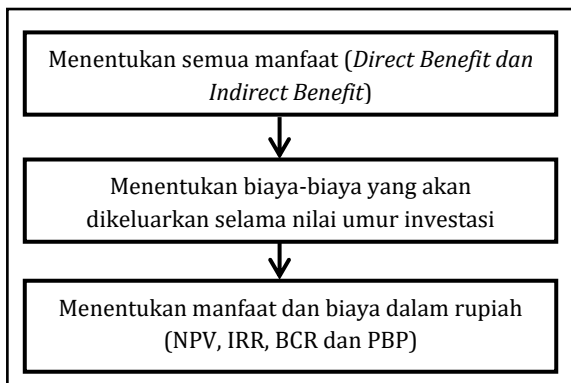 Menentukan semua manfaat (Direct Benefit dan
Indirect Benefit)
Menentukan biaya-biaya yang akan
dikeluarkan selama nilai umur investasi
Menentukan manfaat dan biaya dalam rupiah
(NPV, IRR, BCR dan PBP)